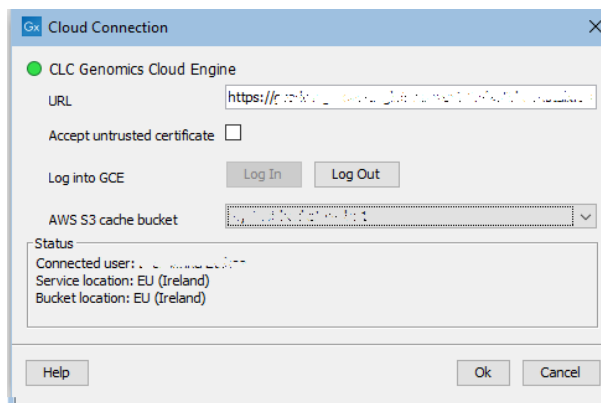 Gx Cloud Connection
CLC Genomics Cloud Engine
URL https://
Accept untrusted certificate
Log into GCE Log In Log Out
AWS S3 cache bucket
Status
Connected user:
Service location: EU (Ireland)
Bucket location: EU (Ireland)
Help Ok Cancel